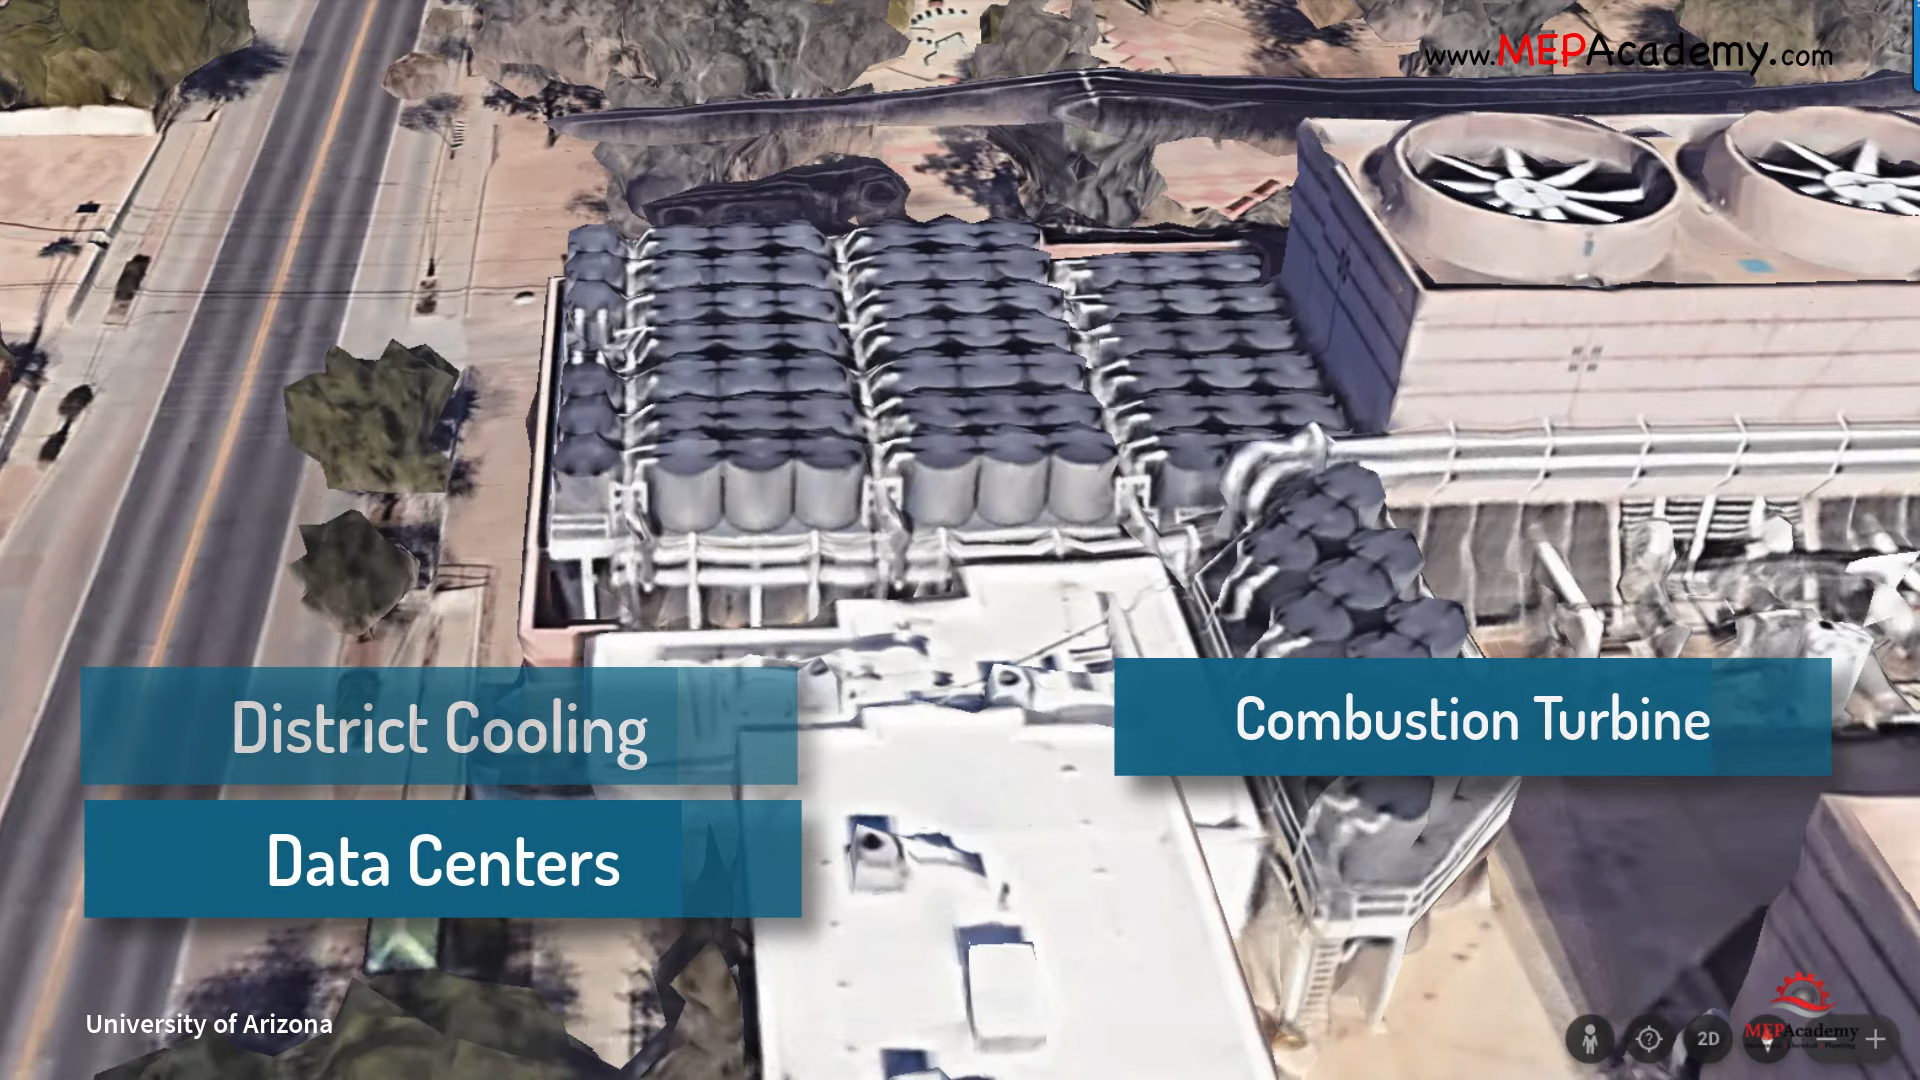 www.MEPAcademy.com
District Cooling
Combustion Turbine
Data Centers
University of Arizona
2D
MEPAcademy